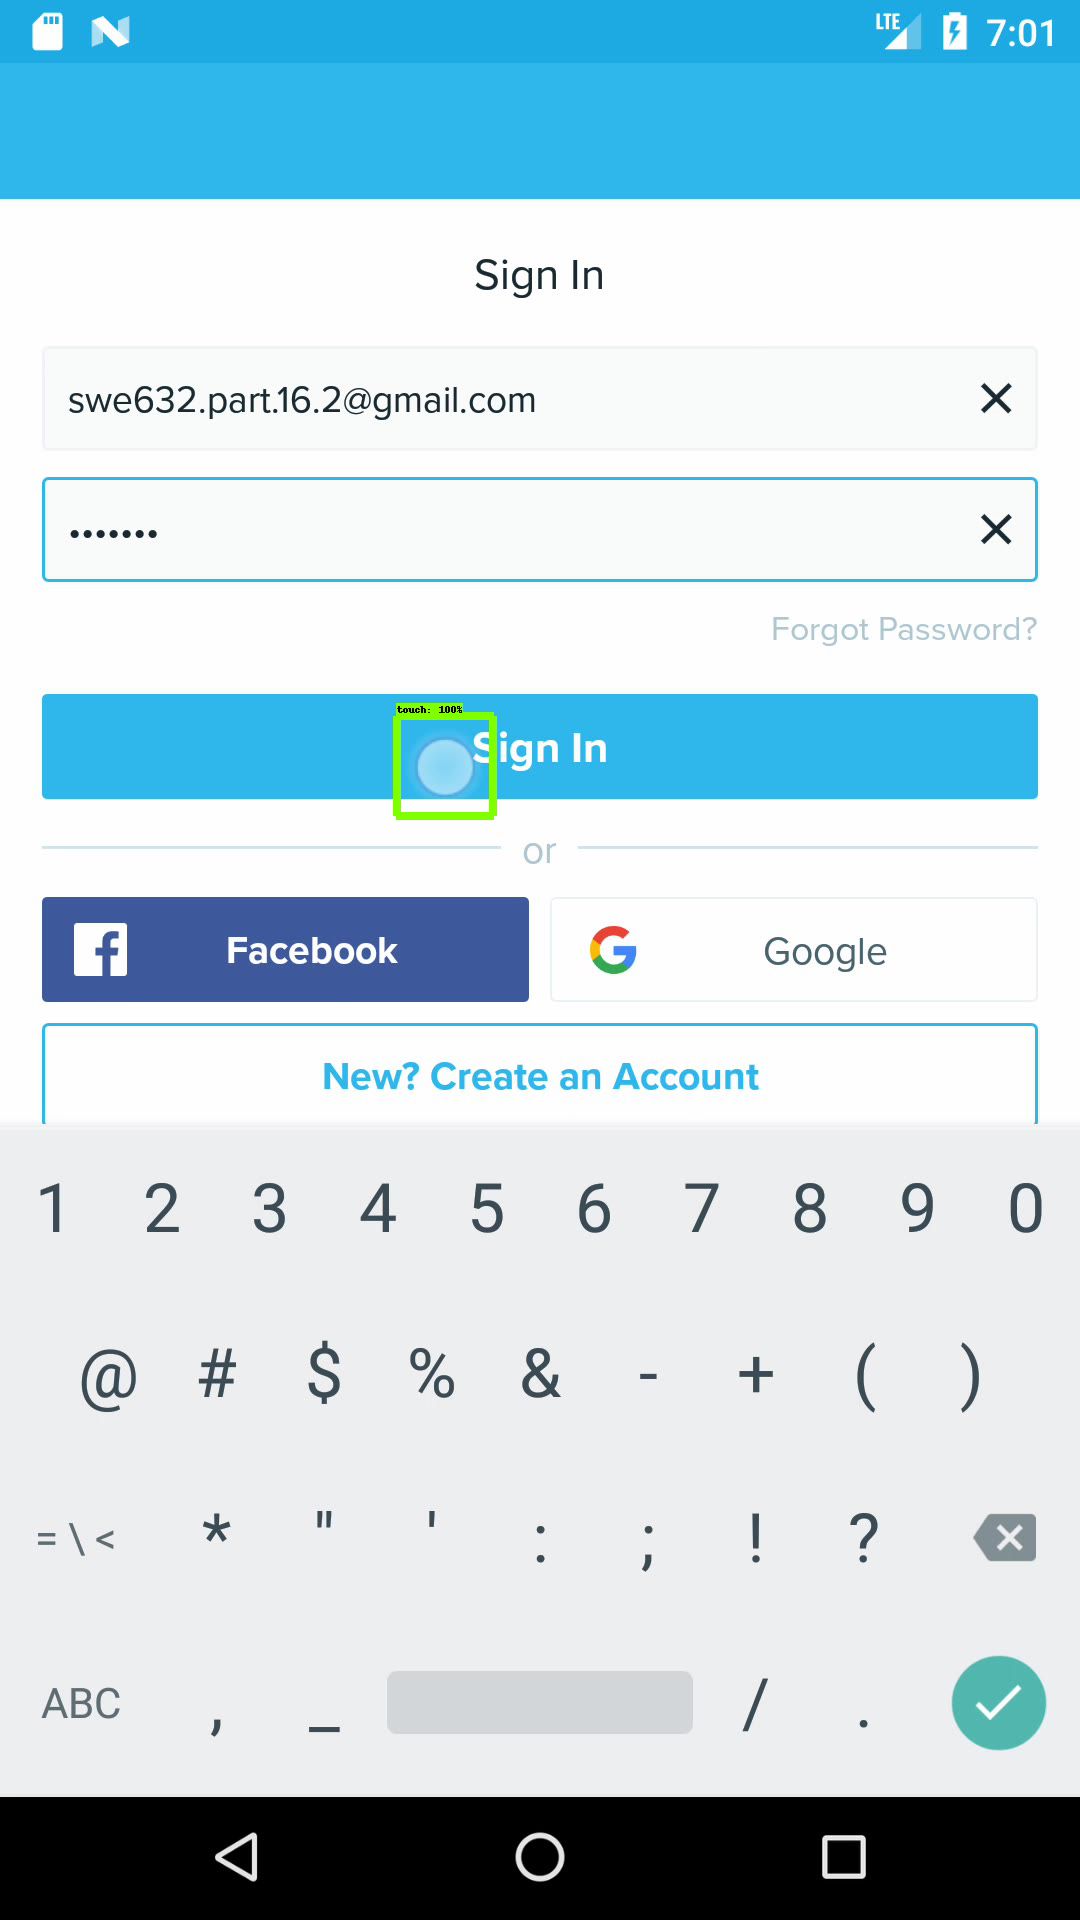 LTE 7:01
Sign In
swe632.part.16.2@gmail.com
•••••••
Forgot Password?
touch: 100%
Sign In
or
Facebook Google
New? Create an Account
1 2 3 4 5 6 7 8 9 0
@ # $ % & - + ( )
= \ < * " ' : ; ! ?
ABC , _ / .